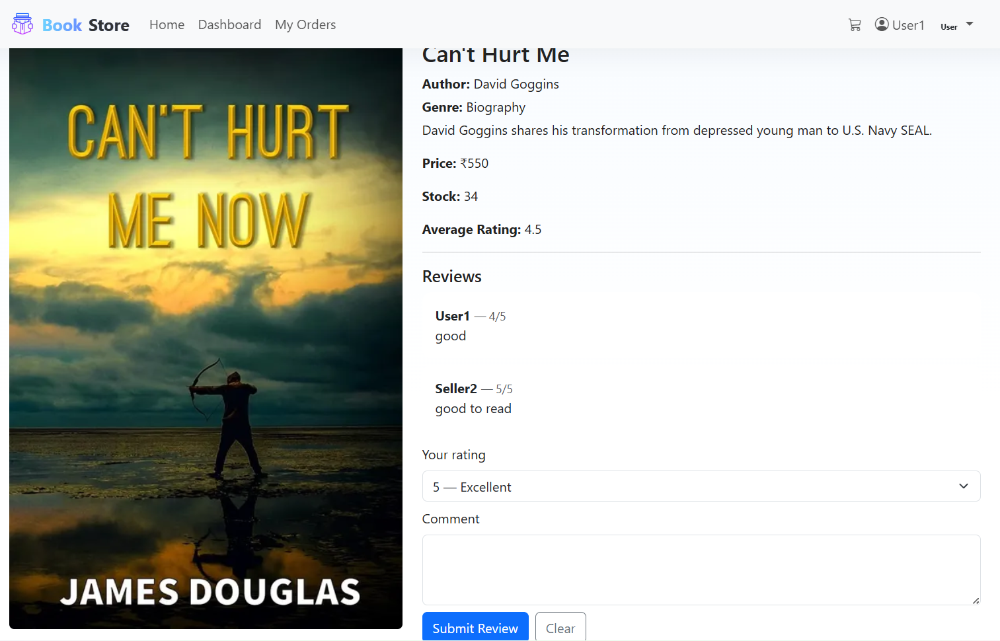 Book Store Home Dashboard My Orders User1 User
CAN'T HURT
ME NOW
JAMES DOUGLAS
Can't Hurt Me
Author: David Goggins
Genre: Biography
David Goggins shares his transformation from depressed young man to U.S. Navy SEAL.
Price: ₹550
Stock: 34
Average Rating: 4.5
Reviews
User1 — 4/5
good
Seller2 — 5/5
good to read
Your rating
5 — Excellent
Comment
Submit Review Clear